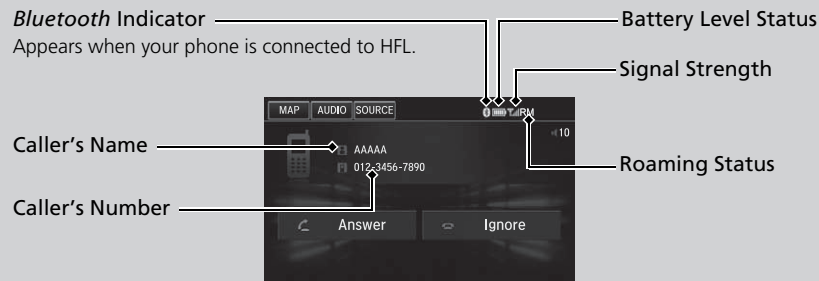 Bluetooth Indicator
Appears when your phone is connected to HFL.
Battery Level Status
Signal Strength
MAP AUDIO SOURCE RM
10
Caller's Name
AAAAA
012-3456-7890
Roaming Status
Caller's Number
Answer Ignore